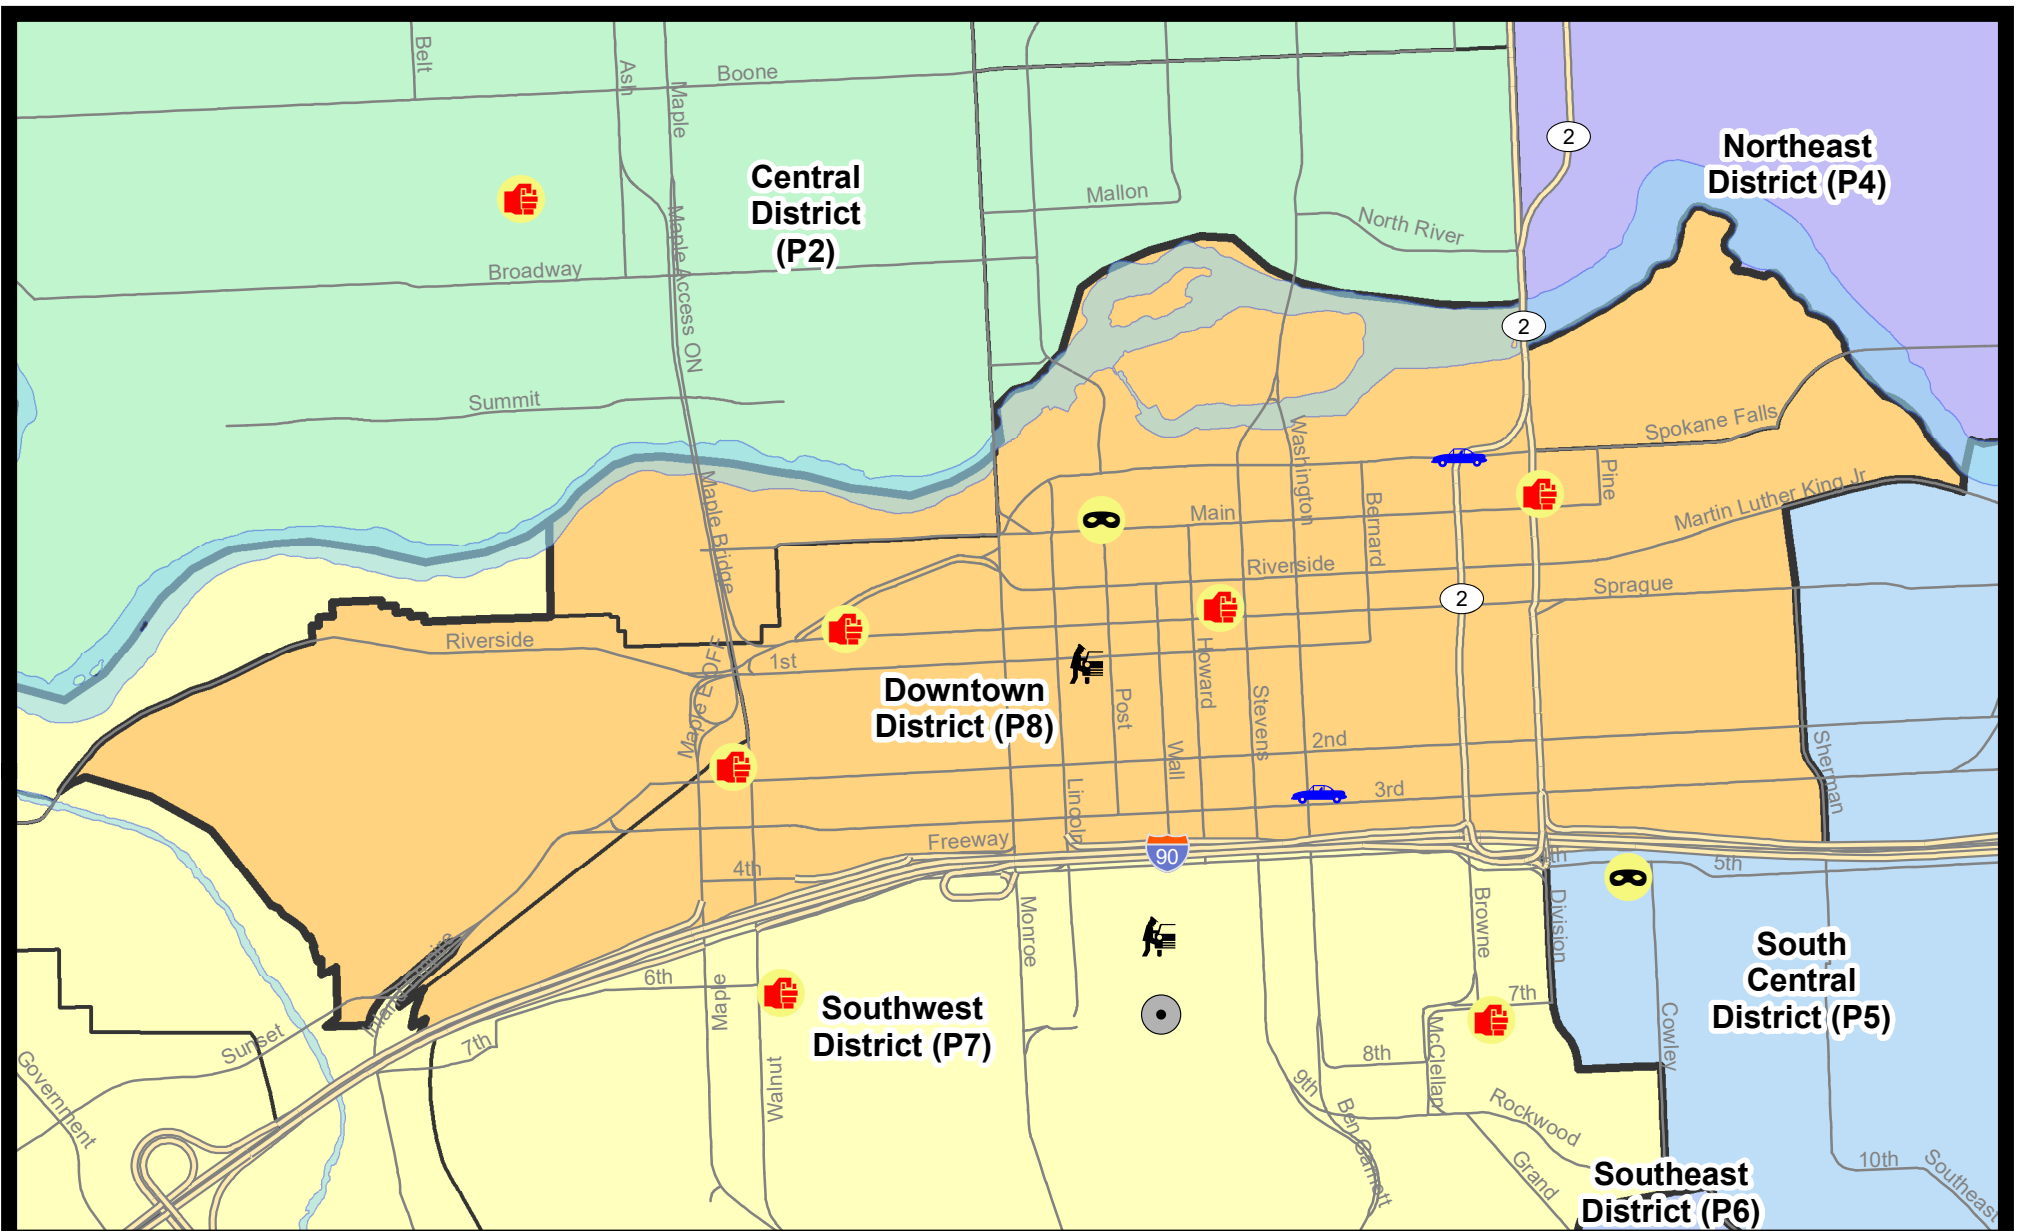 Belt
Ash
Maple
Boone
2
Northeast
District (P4)
Central
District
(P2)
Mallon
North River
Maple Access ON
Broadway
2
Summit
Spokane Falls
Washington
Pine
Martin Luther King Jr
Maple Bridge
Main
Bernard
Riverside
Sprague
2
Riverside
1st
Maple E OFF
Howard
Downtown
District (P8)
Post
Stevens
2nd
Wall
Sherman
Lincoln
3rd
Freeway
90
4th
4th
5th
Monroe
Browne
Division
South
Central
District (P5)
6th
Maple
Southwest
District (P7)
7th
Sunset
7th
McClellan
Cowley
8th
Government
Walnut
9th
Ben Garnett
Rockwood
Grand
10th
Southeast
Southeast
District (P6)